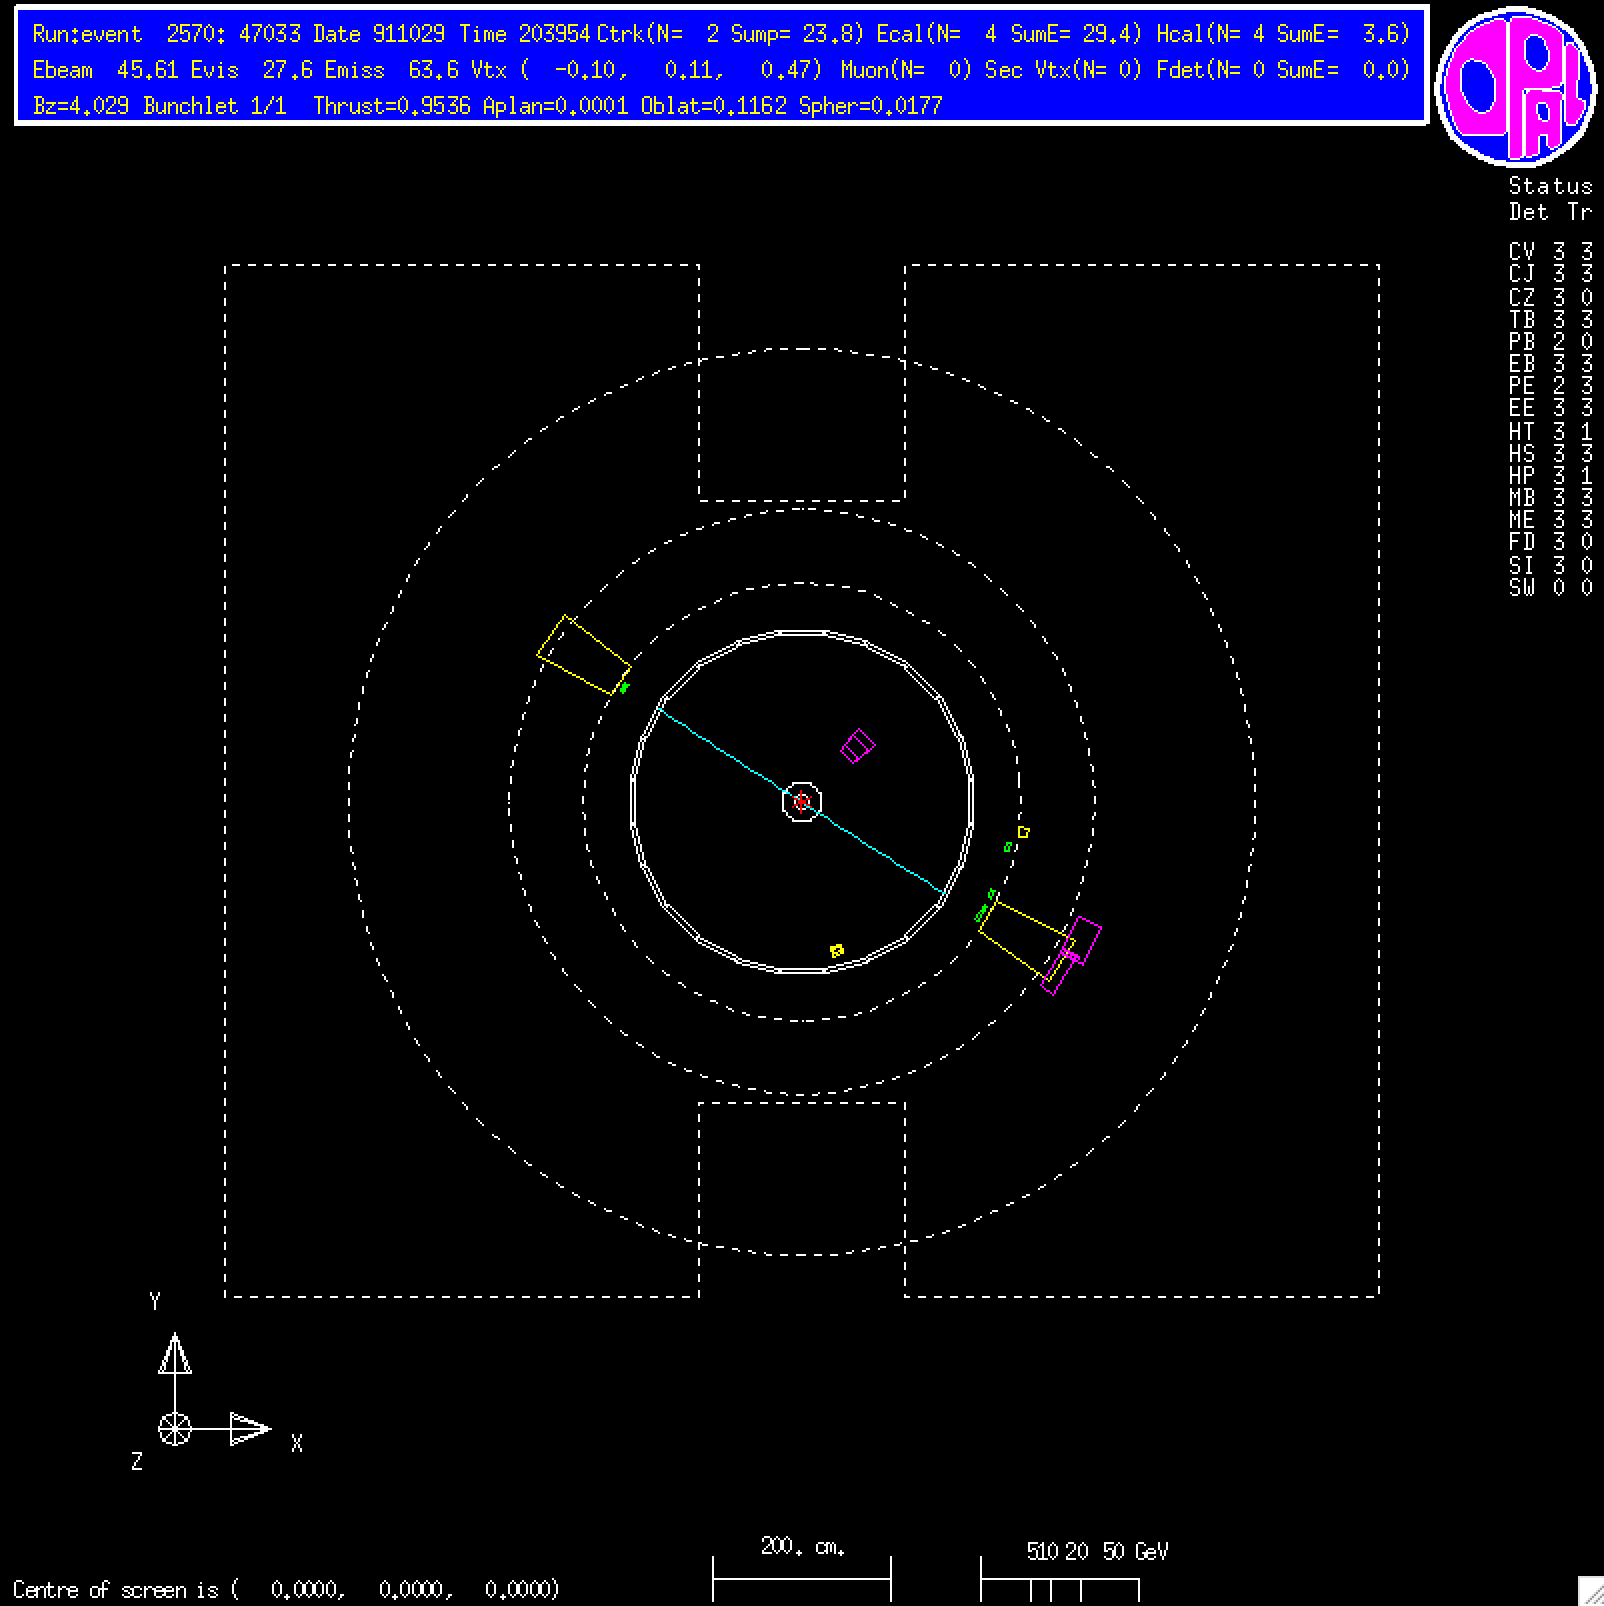 Run:event 2570: 47033 Date 911029 Time 203954 Ctrk(N= 2 Sump= 23.8) Ecal(N= 4 SumE= 29.4) Hcal(N= 4 SumE= 3.6)
Ebeam 45.61 Evis 27.6 Emiss 63.6 Vtx ( -0.10, 0.11, 0.47) Muon(N= 0) Sec Vtx(N= 0) Fdet(N= 0 SumE= 0.0)
Bz=4.029 Bunchlet 1/1 Thrust=0.9536 Aplan=0.0001 Oblat=0.1162 Spher=0.0177
OPAL
Status
Det Tr
CV 3 3
CJ 3 3
CZ 3 0
TB 3 3
PB 2 0
EB 3 3
PE 2 3
EE 3 3
HT 3 1
HS 3 3
HP 3 1
MB 3 3
ME 3 3
FD 3 0
SI 3 0
SW 0 0
Y
X
Z
200. cm.
5 10 20 50 GeV
Centre of screen is ( 0.0000, 0.0000, 0.0000)